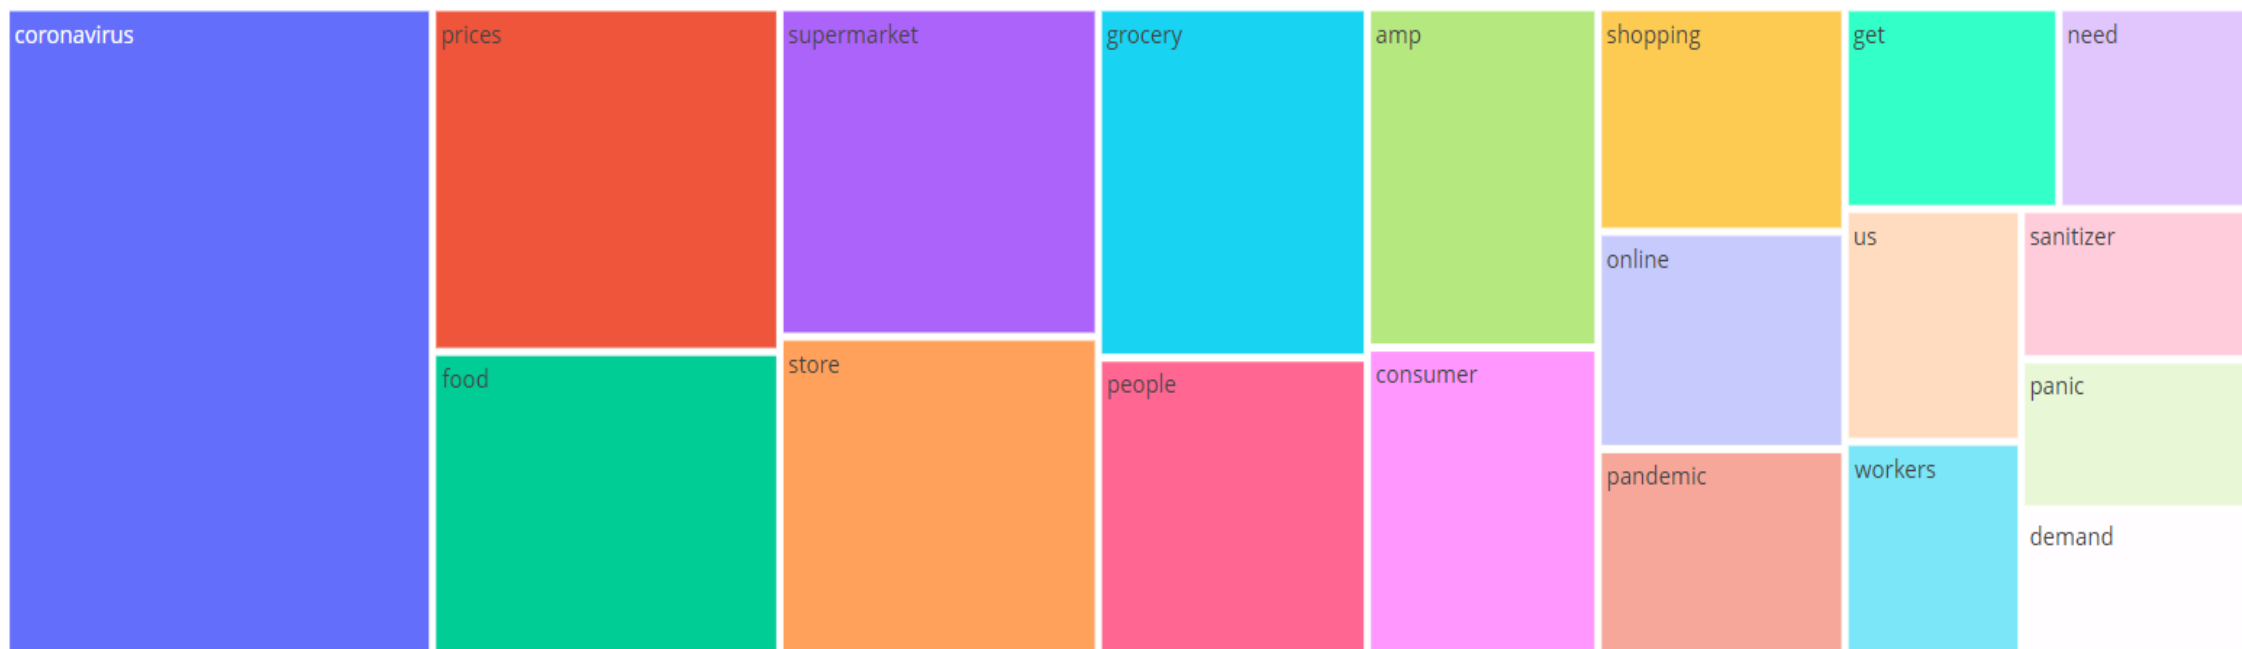 coronavirus
prices
food
supermarket
store
grocery
people
amp
consumer
shopping
online
pandemic
get
need
us
workers
sanitizer
panic
demand